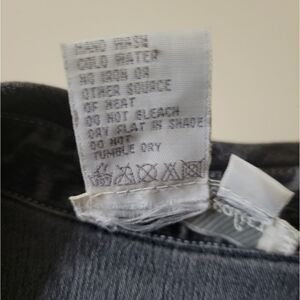 HAND WASH
COLD WATER
NO IRON OR
OTHER SOURCE
OF HEAT
DO NOT BLEACH
DRY FLAT IN SHADE
DO NOT
TUMBLE DRY